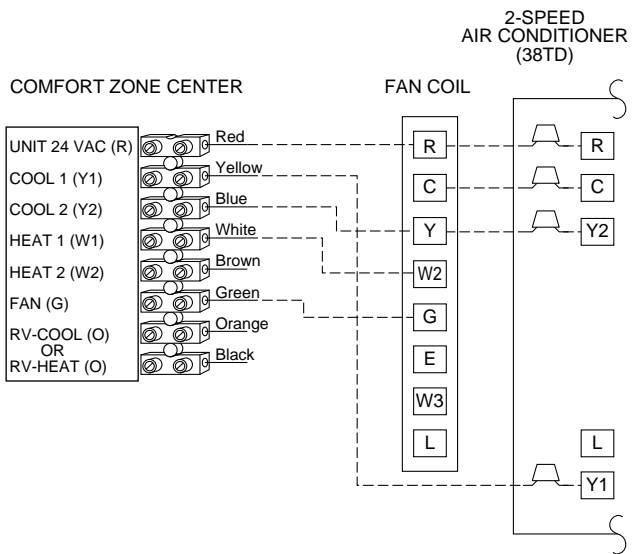 2-SPEED
AIR CONDITIONER
(38TD)
COMFORT ZONE CENTER
FAN COIL
UNIT 24 VAC (R)
Red
COOL 1 (Y1)
Yellow
COOL 2 (Y2)
Blue
HEAT 1 (W1)
White
HEAT 2 (W2)
Brown
FAN (G)
Green
RV-COOL (O)
Orange
OR
RV-HEAT (O)
Black
R
C
Y
W2
G
E
W3
L
R
C
Y2
L
Y1